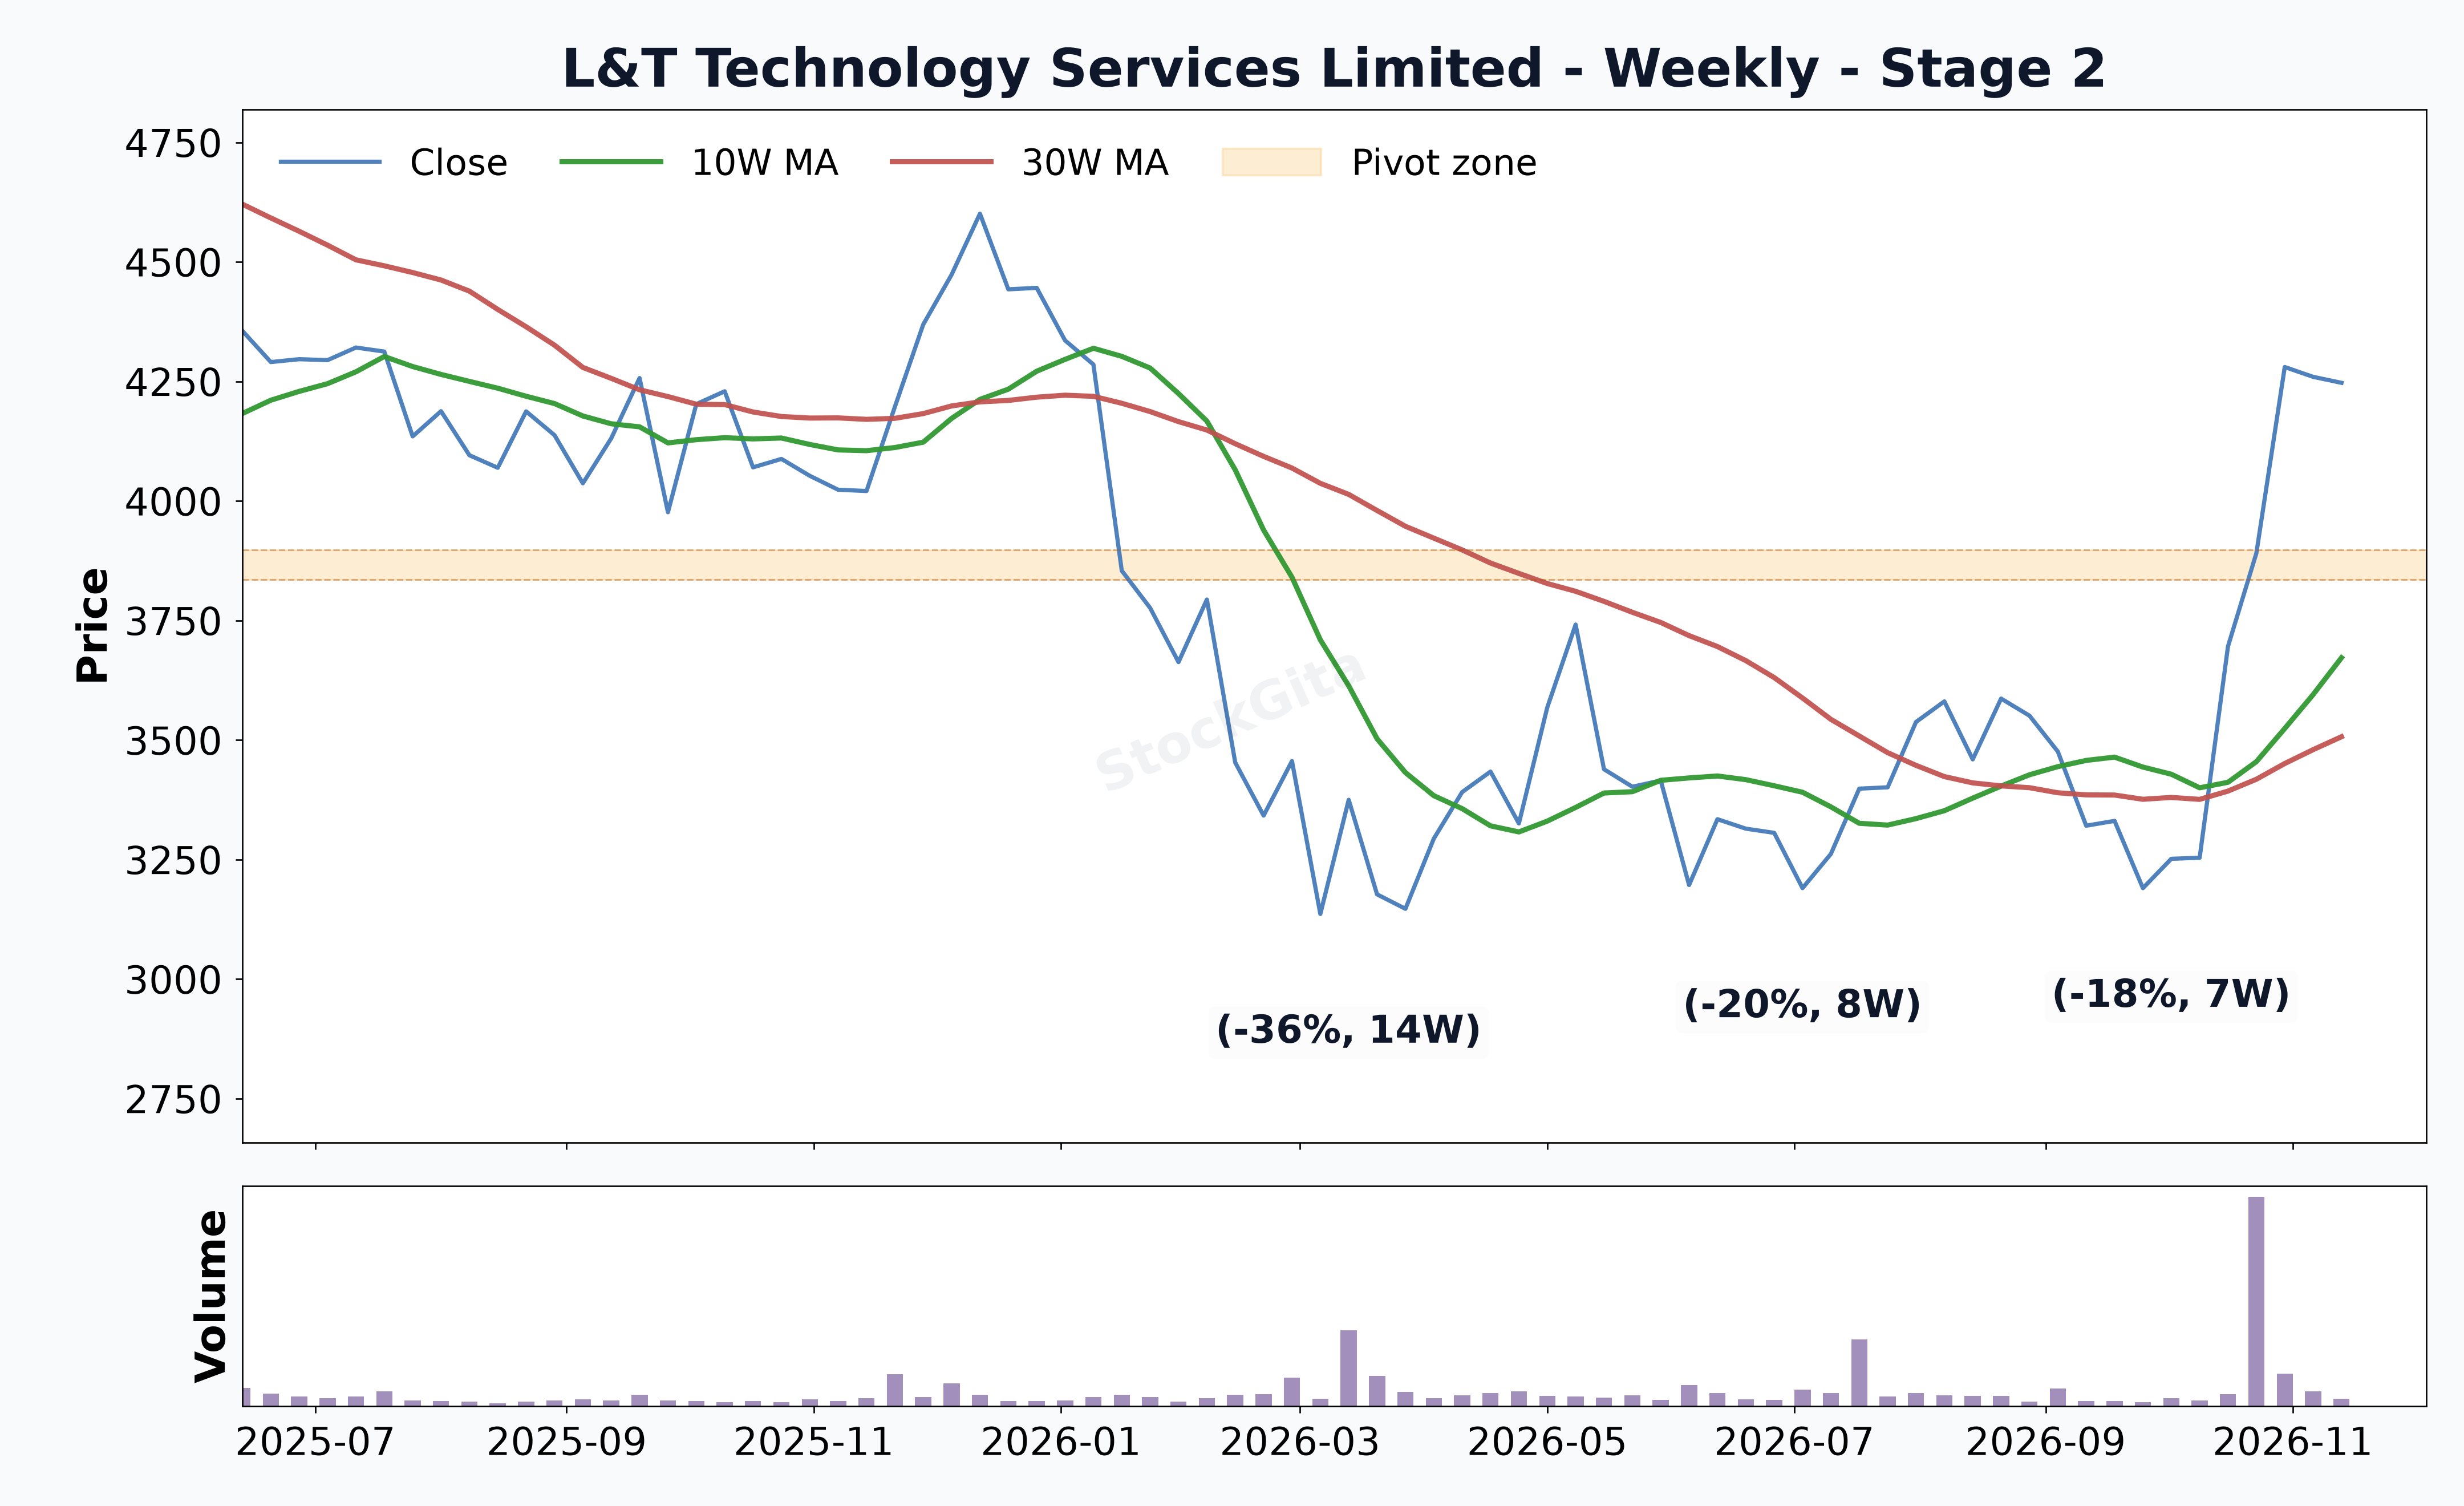 L&T Technology Services Limited - Weekly - Stage 2
Close 10W MA 30W MA Pivot zone
Price
4750
4500
4250
4000
3750
3500
3250
3000
2750
StockGita
(-36%, 14W)
(-20%, 8W)
(-18%, 7W)
Volume
2025-07 2025-09 2025-11 2026-01 2026-03 2026-05 2026-07 2026-09 2026-11